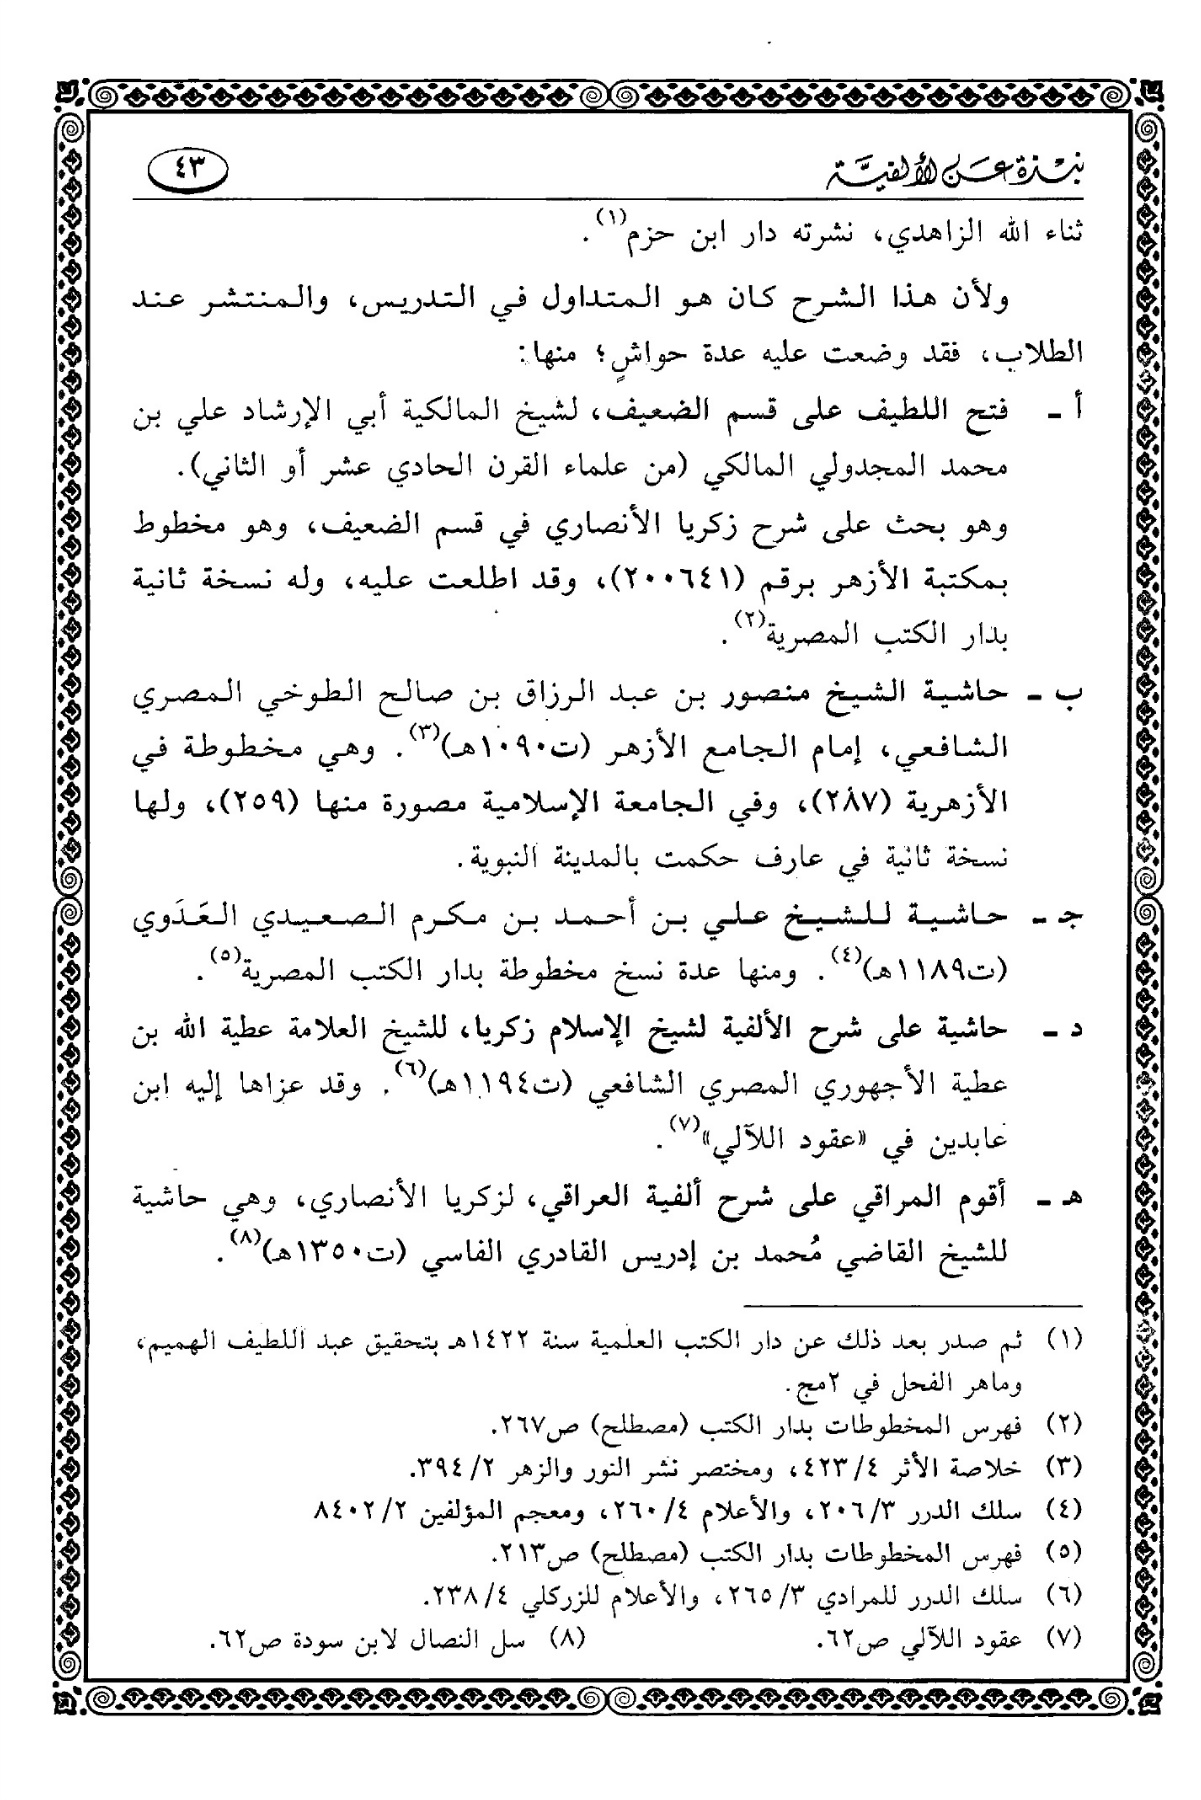 نبذة عن الألفية
٤٣
ثناء الله الزاهدي، نشرته دار ابن حزم(١).
ولأن هذا الشرح كان هو المتداول في التدريس، والمنتشر عند
الطلاب، فقد وضعت عليه عدة حواشٍ؛ منها:
أ - فتح اللطيف على قسم الضعيف، لشيخ المالكية أبي الإرشاد علي بن
محمد المجدولي المالكي (من علماء القرن الحادي عشر أو الثاني).
وهو بحث على شرح زكريا الأنصاري في قسم الضعيف، وهو مخطوط
بمكتبة الأزهر برقم (٢٠٠٦٤١)، وقد اطلعت عليه، وله نسخة ثانية
بدار الكتب المصرية(٢).
ب - حاشية الشيخ منصور بن عبد الرزاق بن صالح الطوخي المصري
الشافعي، إمام الجامع الأزهر (ت١٠٩٠هـ)(٣). وهي مخطوطة في
الأزهرية (٢٨٧)، وفي الجامعة الإسلامية مصورة منها (٢٥٩)، ولها
نسخة ثانية في عارف حكمت بالمدينة النبوية.
جـ - حاشية للشيخ علي بن أحمد بن مكرم الصعيدي العَدَوي
(ت١١٨٩هـ)(٤). ومنها عدة نسخ مخطوطة بدار الكتب المصرية(٥).
د - حاشية على شرح الألفية لشيخ الإسلام زكريا، للشيخ العلامة عطية الله بن
عطية الأجهوري المصري الشافعي (ت١١٩٤هـ)(٦). وقد عزاها إليه ابن
عابدين في «عقود اللآلي»(٧).
هـ - أقوم المراقي على شرح ألفية العراقي، لزكريا الأنصاري، وهي حاشية
للشيخ القاضي مُحمد بن إدريس القادري الفاسي (ت١٣٥٠هـ)(٨).
(١) ثم صدر بعد ذلك عن دار الكتب العلمية سنة ١٤٢٢هـ بتحقيق عبد اللطيف الهميم،
وماهر الفحل في ٢مج.
(٢) فهرس المخطوطات بدار الكتب (مصطلح) ص٢٦٧.
(٣) خلاصة الأثر ٤/٤٢٣، ومختصر نشر النور والزهر ٢/٣٩٤.
(٤) سلك الدرر ٣/٢٠٦، والأعلام ٤/٢٦٠، ومعجم المؤلفين ٢/٨٤٠٢
(٥) فهرس المخطوطات بدار الكتب (مصطلح) ص٢١٣.
(٦) سلك الدرر للمرادي ٣/٢٦٥، والأعلام للزركلي ٤/٢٣٨.
(٧) عقود اللآلي ص٦٢. (٨) سل النصال لابن سودة ص٦٢.